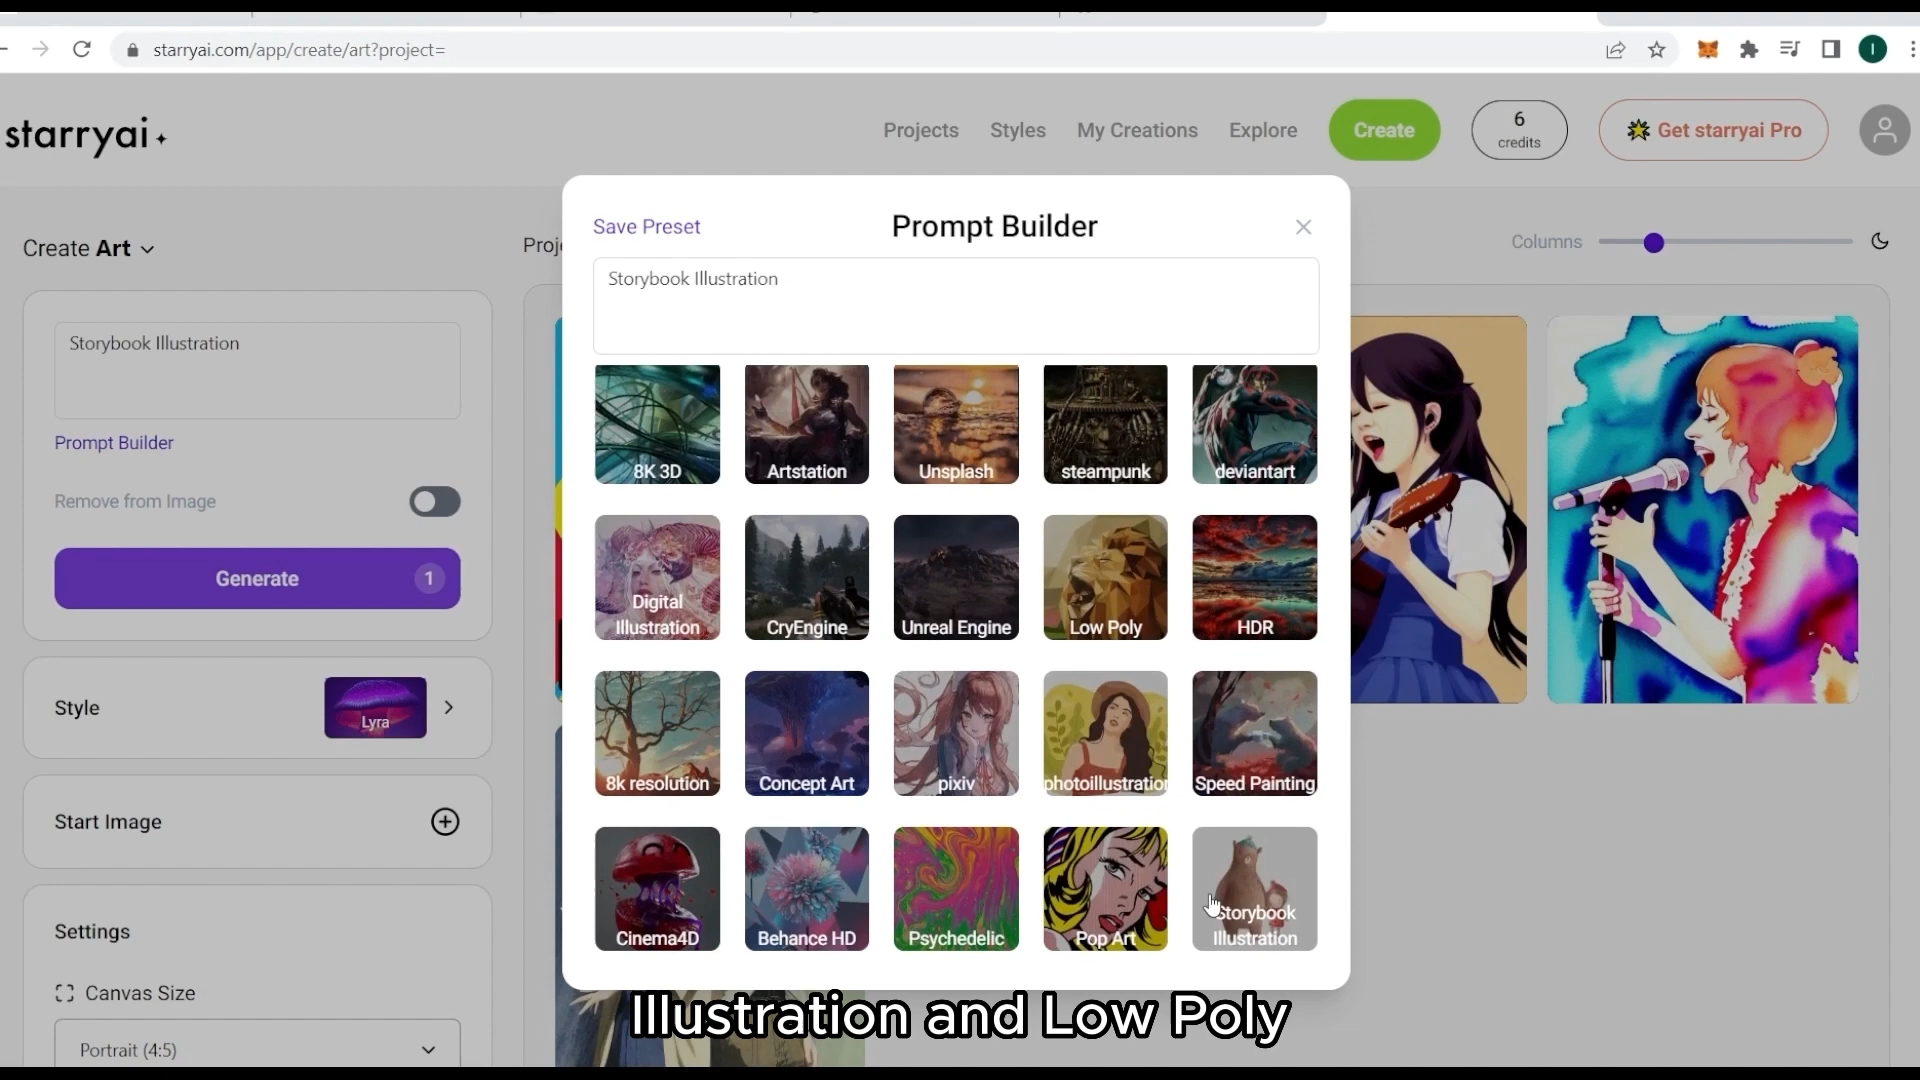 starryai.com/app/create/art?project=
I
starryai
Projects
Styles
My Creations
Explore
Create
6
credits
Get starryai Pro
Create Art
Storybook Illustration
Prompt Builder
Remove from Image
Generate
1
Style
Lyra
Start Image
Settings
Canvas Size
Portrait (4:5)
Columns
Save Preset
Prompt Builder
Storybook Illustration
8K 3D
Artstation
Unsplash
steampunk
deviantart
Digital
Illustration
CryEngine
Unreal Engine
Low Poly
HDR
8k resolution
Concept Art
pixiv
photoillustration
Speed Painting
Cinema4D
Behance HD
Psychedelic
Pop Art
Storybook
Illustration
Illustration and Low Poly